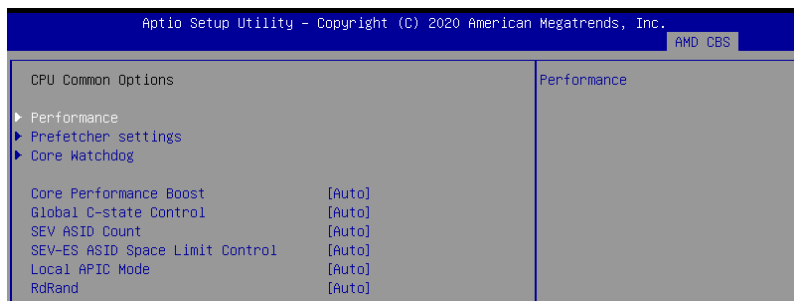 Aptio Setup Utility – Copyright (C) 2020 American Megatrends, Inc.
AMD CBS
CPU Common Options
Performance
Performance
Prefetcher settings
Core Watchdog
Core Performance Boost [Auto]
Global C-state Control [Auto]
SEV ASID Count [Auto]
SEV-ES ASID Space Limit Control [Auto]
Local APIC Mode [Auto]
RdRand [Auto]